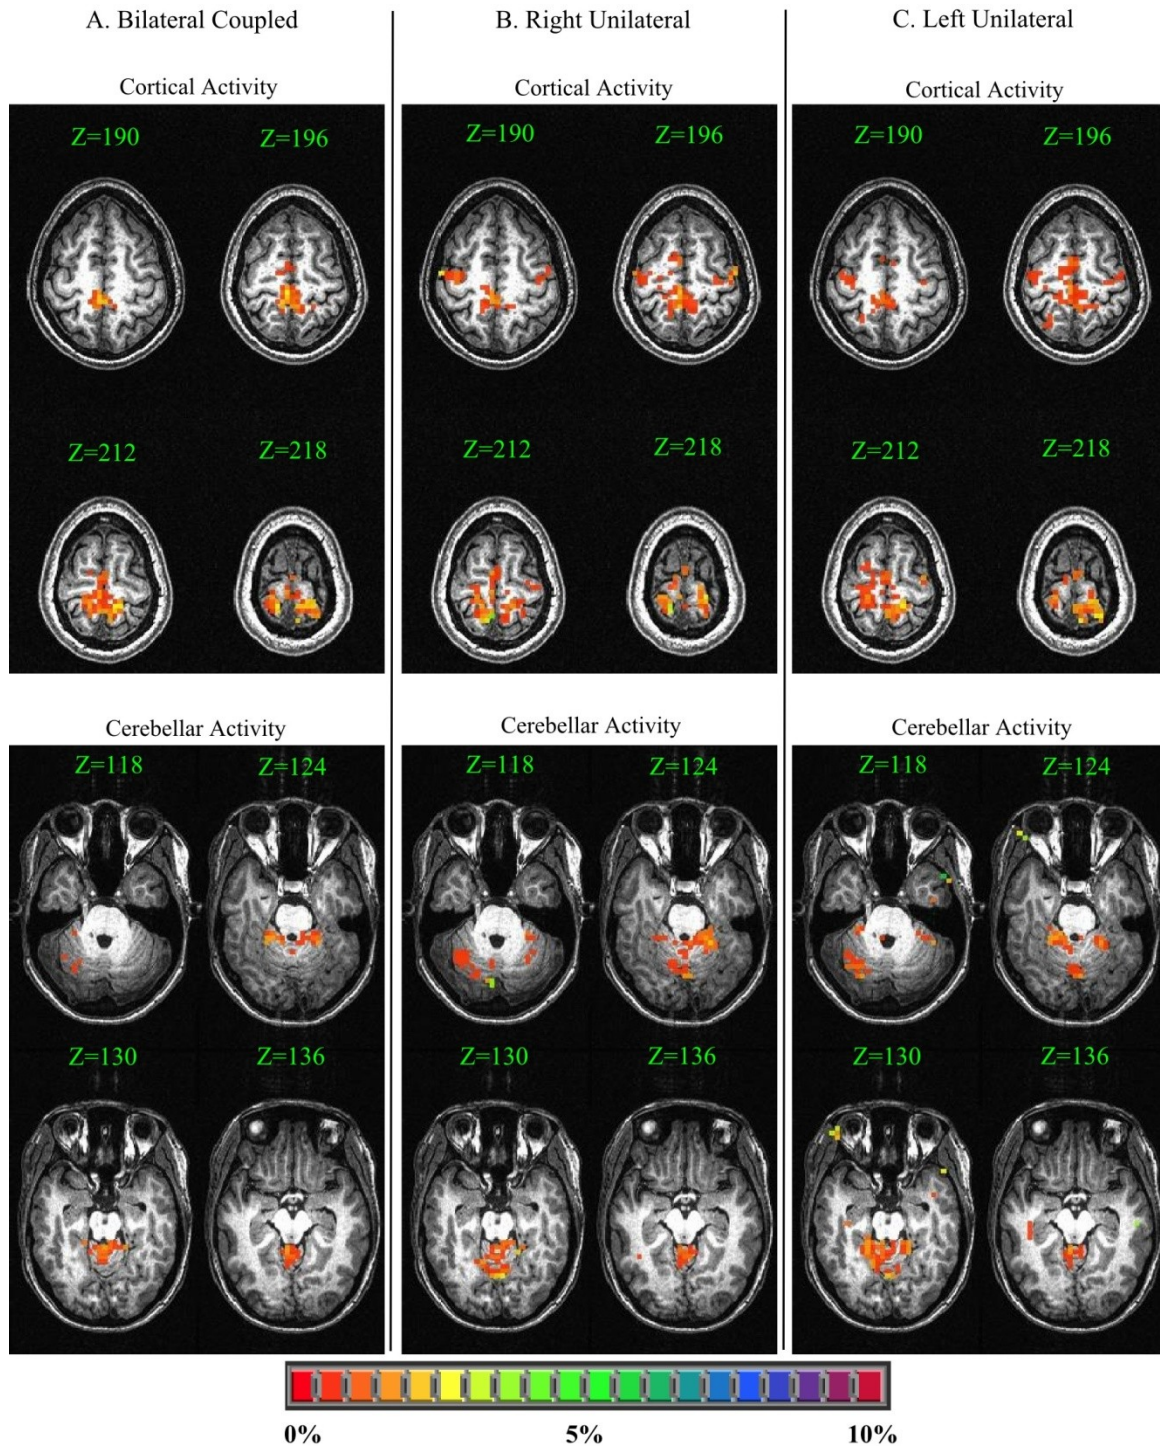 A. Bilateral Coupled
B. Right Unilateral
C. Left Unilateral
Cortical Activity
Cortical Activity
Cortical Activity
Z=190 Z=196
Z=190 Z=196
Z=190 Z=196
Z=212 Z=218
Z=212 Z=218
Z=212 Z=218
Cerebellar Activity
Cerebellar Activity
Cerebellar Activity
Z=118 Z=124
Z=118 Z=124
Z=118 Z=124
Z=130 Z=136
Z=130 Z=136
Z=130 Z=136
0% 5% 10%